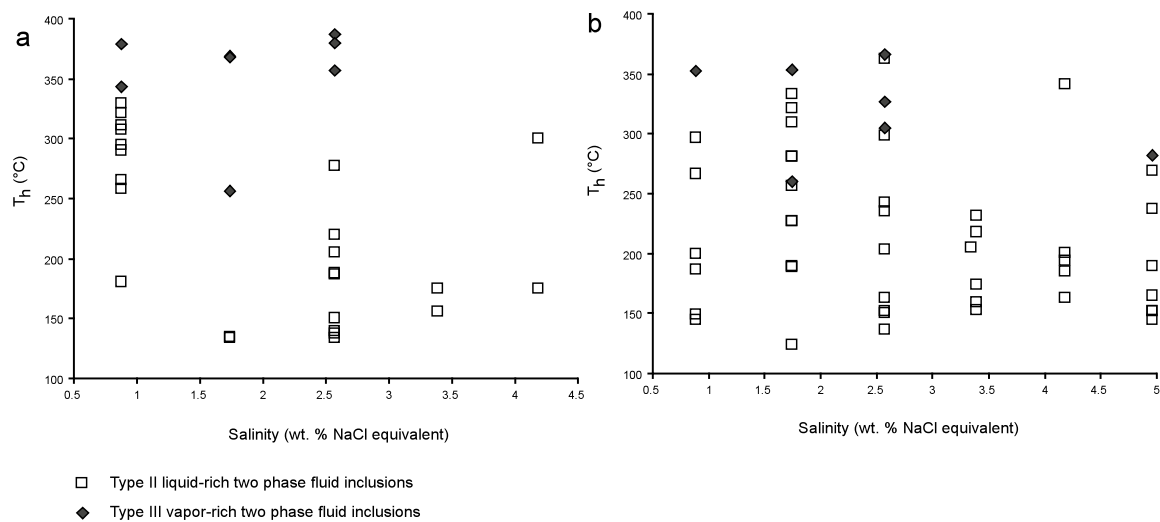 a
400
350
300
250
200
150
100
Th (°C)
0.5 1 1.5 2 2.5 3 3.5 4 4.5
Salinity (wt. % NaCl equivalent)
b
400
350
300
250
200
150
100
Th (°C)
0.5 1 1.5 2 2.5 3 3.5 4 4.5 5
Salinity (wt. % NaCl equivalent)
Type II liquid-rich two phase fluid inclusions
Type III vapor-rich two phase fluid inclusions